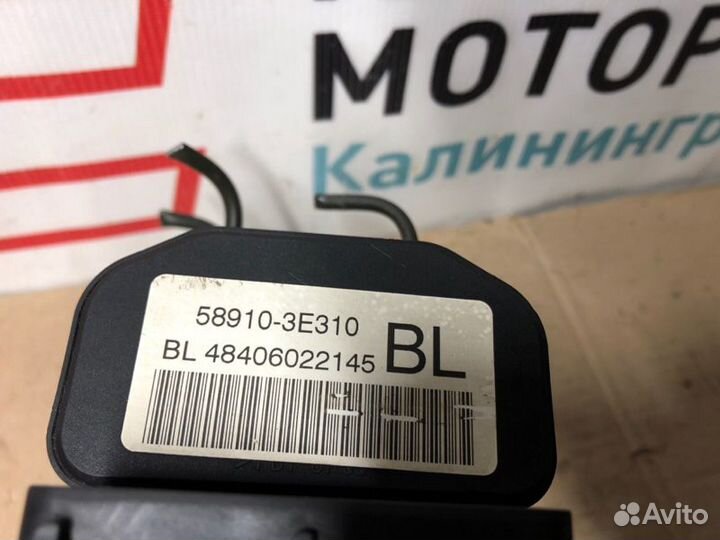 МОТОР
Калинингр
58910-3E310
BL 48406022145
BL
Avito